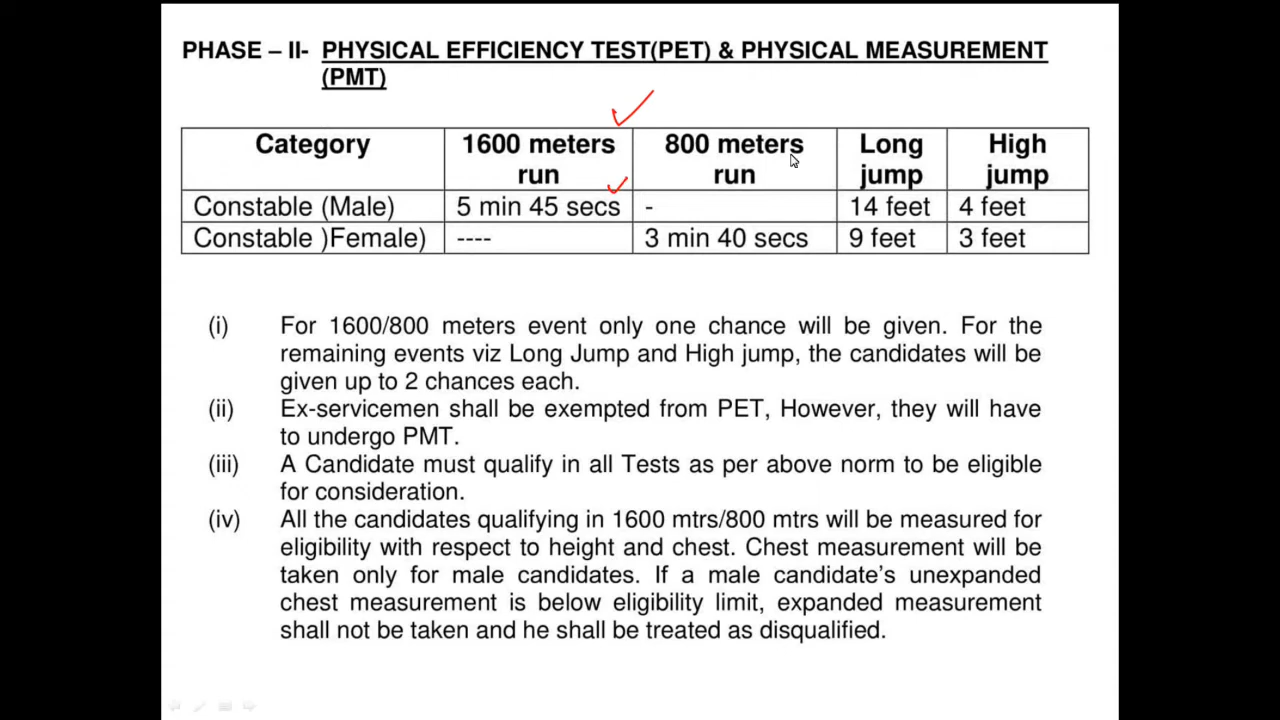 PHASE – II- PHYSICAL EFFICIENCY TEST(PET) & PHYSICAL MEASUREMENT
(PMT)
Category 1600 meters run 800 meters run Long jump High jump
Constable (Male) 5 min 45 secs - 14 feet 4 feet
Constable )Female) ---- 3 min 40 secs 9 feet 3 feet
(i) For 1600/800 meters event only one chance will be given. For the
remaining events viz Long Jump and High jump, the candidates will be
given up to 2 chances each.
(ii) Ex-servicemen shall be exempted from PET, However, they will have
to undergo PMT.
(iii) A Candidate must qualify in all Tests as per above norm to be eligible
for consideration.
(iv) All the candidates qualifying in 1600 mtrs/800 mtrs will be measured for
eligibility with respect to height and chest. Chest measurement will be
taken only for male candidates. If a male candidate's unexpanded
chest measurement is below eligibility limit, expanded measurement
shall not be taken and he shall be treated as disqualified.